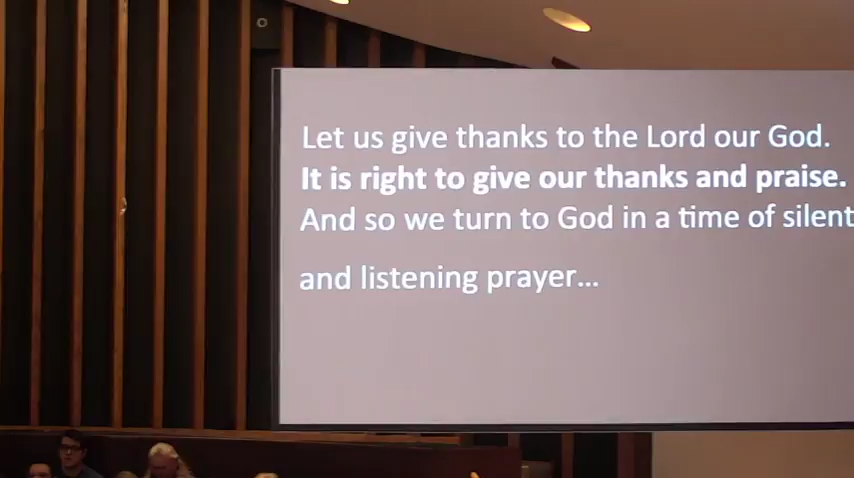 Let us give thanks to the Lord our God.
It is right to give our thanks and praise.
And so we turn to God in a time of silent
and listening prayer...